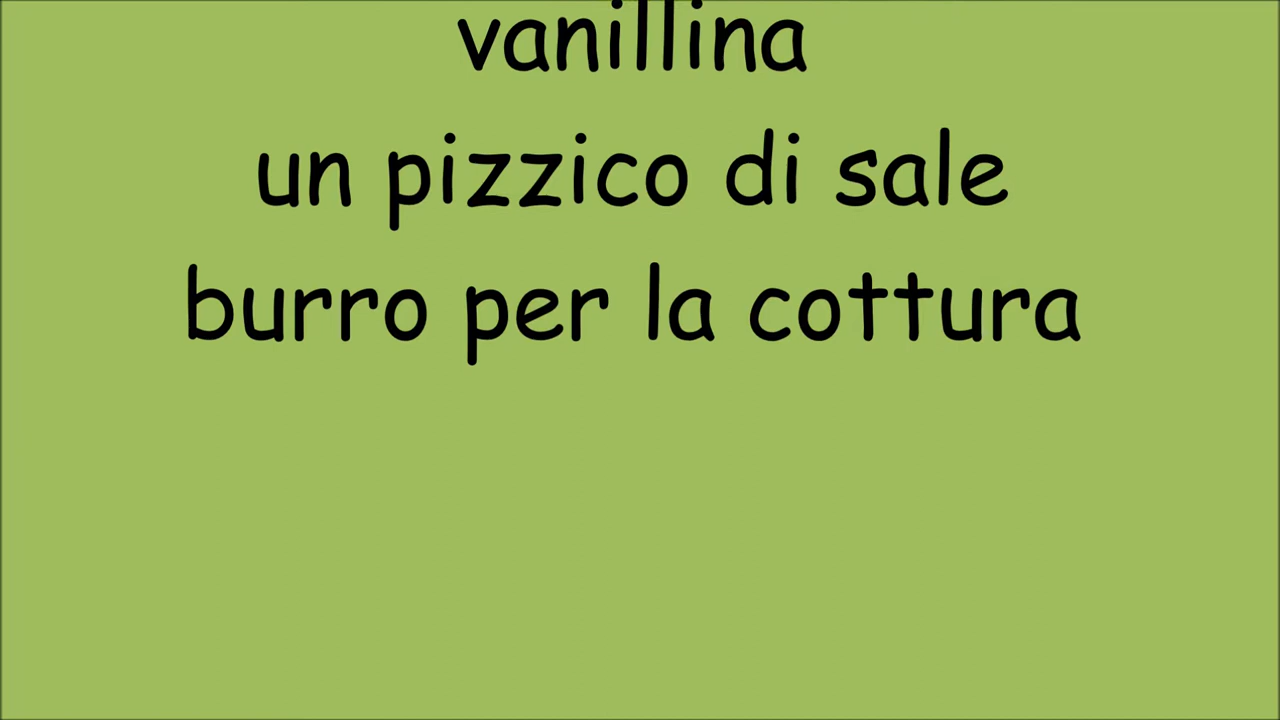 vanillina
un pizzico di sale
burro per la cottura